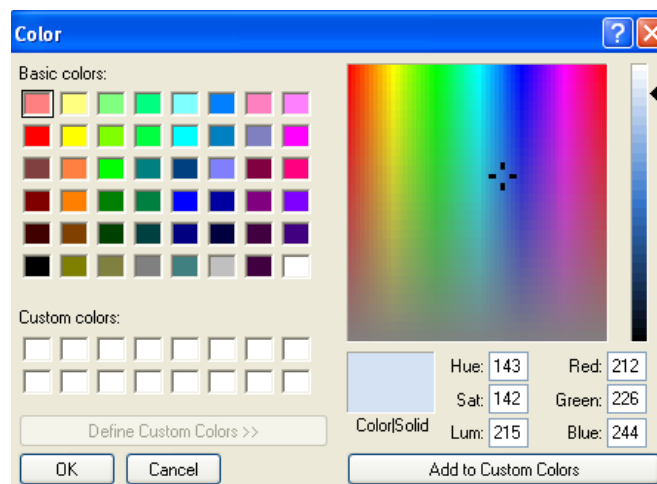 Color
Basic colors:
Custom colors:
Define Custom Colors >>
OK
Cancel
Color|Solid
Hue: 143
Sat: 142
Lum: 215
Red: 212
Green: 226
Blue: 244
Add to Custom Colors